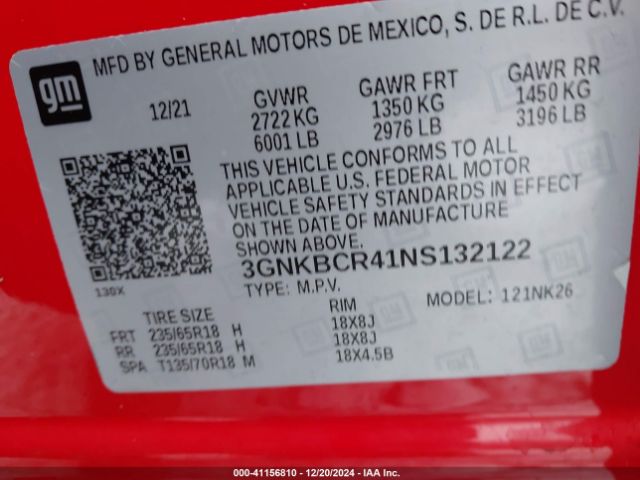 MFD BY GENERAL MOTORS DE MEXICO, S. DE R.L. DE C.V.
gm
12/21
GVWR
2722 KG
6001 LB
GAWR FRT
1350 KG
2976 LB
GAWR RR
1450 KG
3196 LB
THIS VEHICLE CONFORMS TO ALL
APPLICABLE U.S. FEDERAL MOTOR
VEHICLE SAFETY STANDARDS IN EFFECT
ON THE DATE OF MANUFACTURE
SHOWN ABOVE.
3GNKBCR41NS132122
138X
TYPE: M.P.V.
MODEL: 121NK26
TIRE SIZE RIM
FRT 235/65R18 H 18X8J
RR 235/65R18 H 18X8J
SPA T135/70R18 M 18X4.5B
000-41156810 - 12/20/2024 - IAA Holdings, LLC.